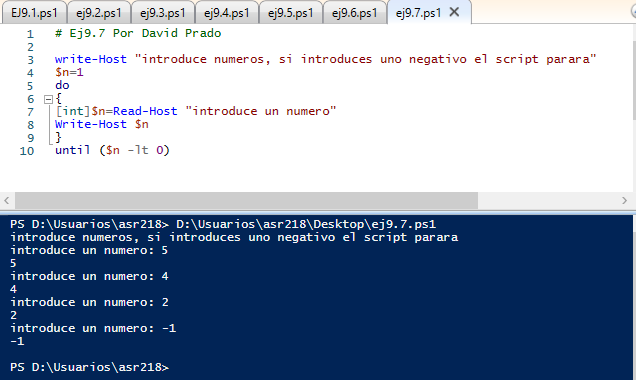 EJ9.1.ps1 ej9.2.ps1 ej9.3.ps1 ej9.4.ps1 ej9.5.ps1 ej9.6.ps1 ej9.7.ps1 X
1 # Ej9.7 Por David Prado
2
3 write-Host "introduce numeros, si introduces uno negativo el script parara"
4 $n=1
5 do
6 {
7 [int]$n=Read-Host "introduce un numero"
8 Write-Host $n
9 }
10 until ($n -lt 0)
PS D:\Usuarios\asr218> D:\Usuarios\asr218\Desktop\ej9.7.ps1
introduce numeros, si introduces uno negativo el script parara
introduce un numero: 5
5
introduce un numero: 4
4
introduce un numero: 2
2
introduce un numero: -1
-1
PS D:\Usuarios\asr218>